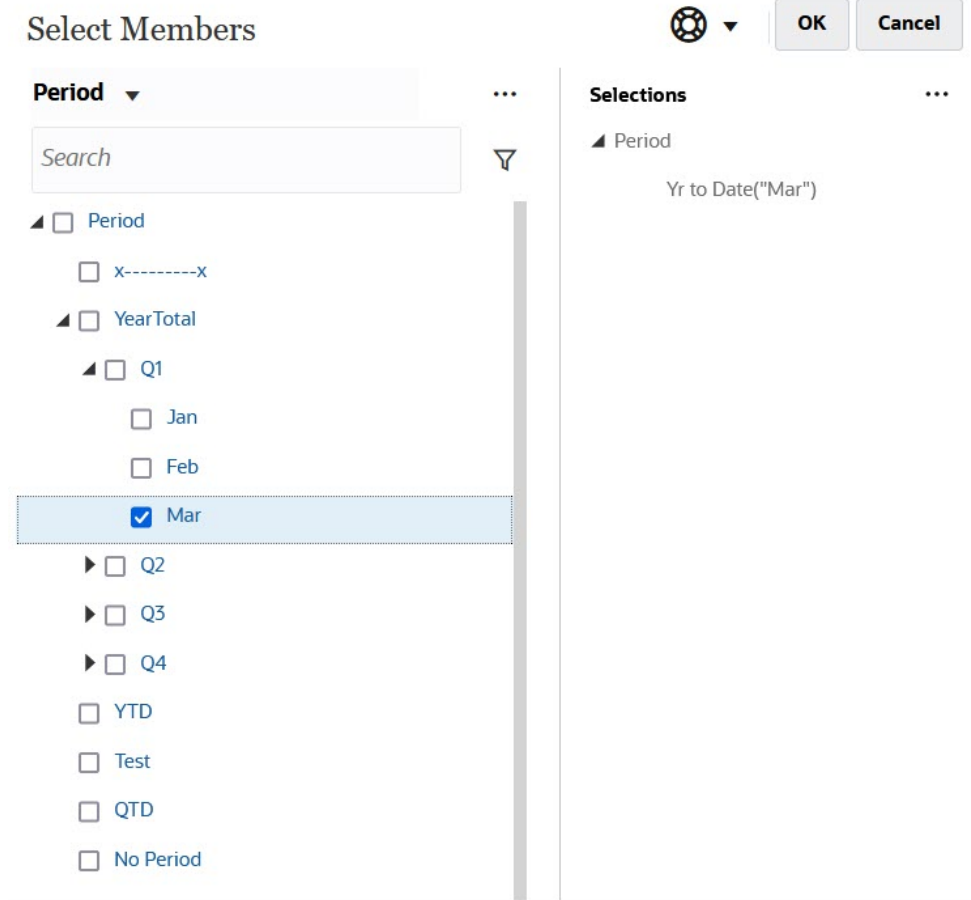 Select Members
OK
Cancel
Period
Search
Period
x---------x
YearTotal
Q1
Jan
Feb
Mar
Q2
Q3
Q4
YTD
Test
QTD
No Period
Selections
Period
Yr to Date("Mar")